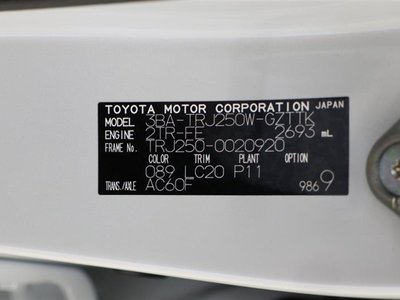 TOYOTA MOTOR CORPORATION JAPAN
MODEL 3BA-TRJ250W-GZTTK
ENGINE 2TR-FE 2693 mL
FRAME No. TRJ250-0020920
COLOR TRIM PLANT OPTION
089 LC20 P11
TRANS./AXLE AC60F 9869